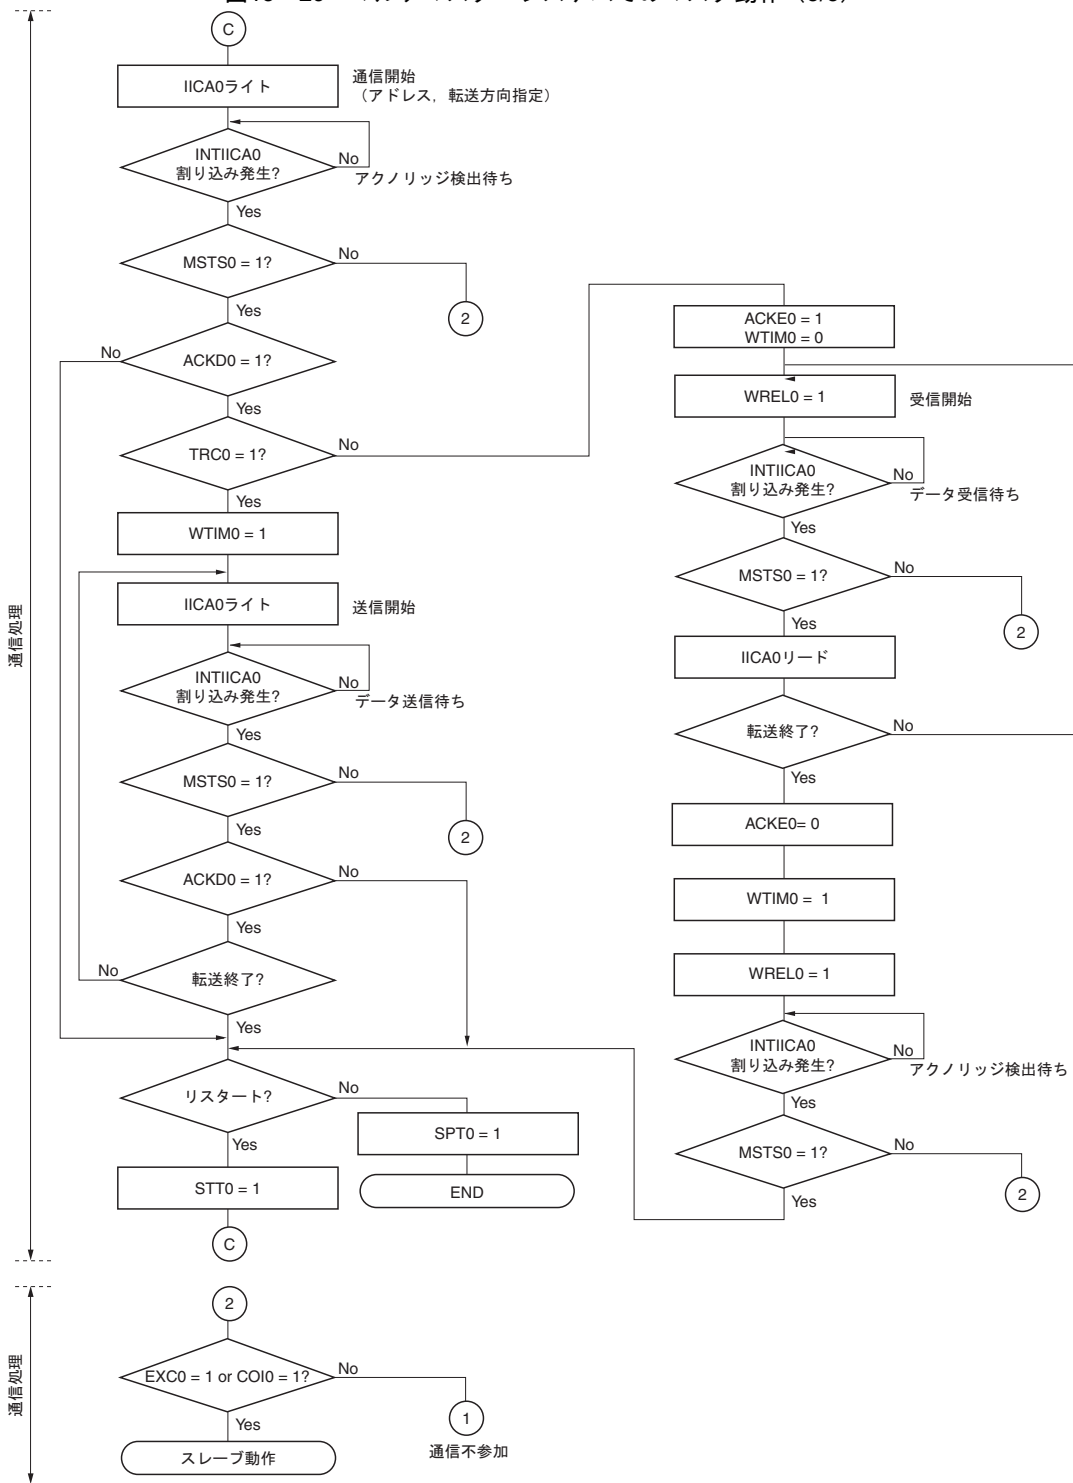 C
IICA0ライト
通信開始
（アドレス，転送方向指定）
INTIICA0
割り込み発生?
No
アクノリッジ検出待ち
Yes
MSTS0 = 1?
No
2
Yes
ACKD0 = 1?
No
Yes
TRC0 = 1?
No
Yes
WTIM0 = 1
IICA0ライト
送信開始
INTIICA0
割り込み発生?
No
データ送信待ち
Yes
MSTS0 = 1?
No
2
Yes
ACKD0 = 1?
No
Yes
転送終了?
No
Yes
リスタート?
No
SPT0 = 1
END
Yes
STT0 = 1
C
ACKE0 = 1
WTIM0 = 0
WREL0 = 1
受信開始
INTIICA0
割り込み発生?
No
データ受信待ち
Yes
MSTS0 = 1?
No
2
Yes
IICA0リード
転送終了?
No
Yes
ACKE0= 0
WTIM0 = 1
WREL0 = 1
INTIICA0
割り込み発生?
No
アクノリッジ検出待ち
Yes
MSTS0 = 1?
No
2
Yes
通信処理
2
EXC0 = 1 or COI0 = 1?
No
1
通信不参加
Yes
スレーブ動作
通信処理